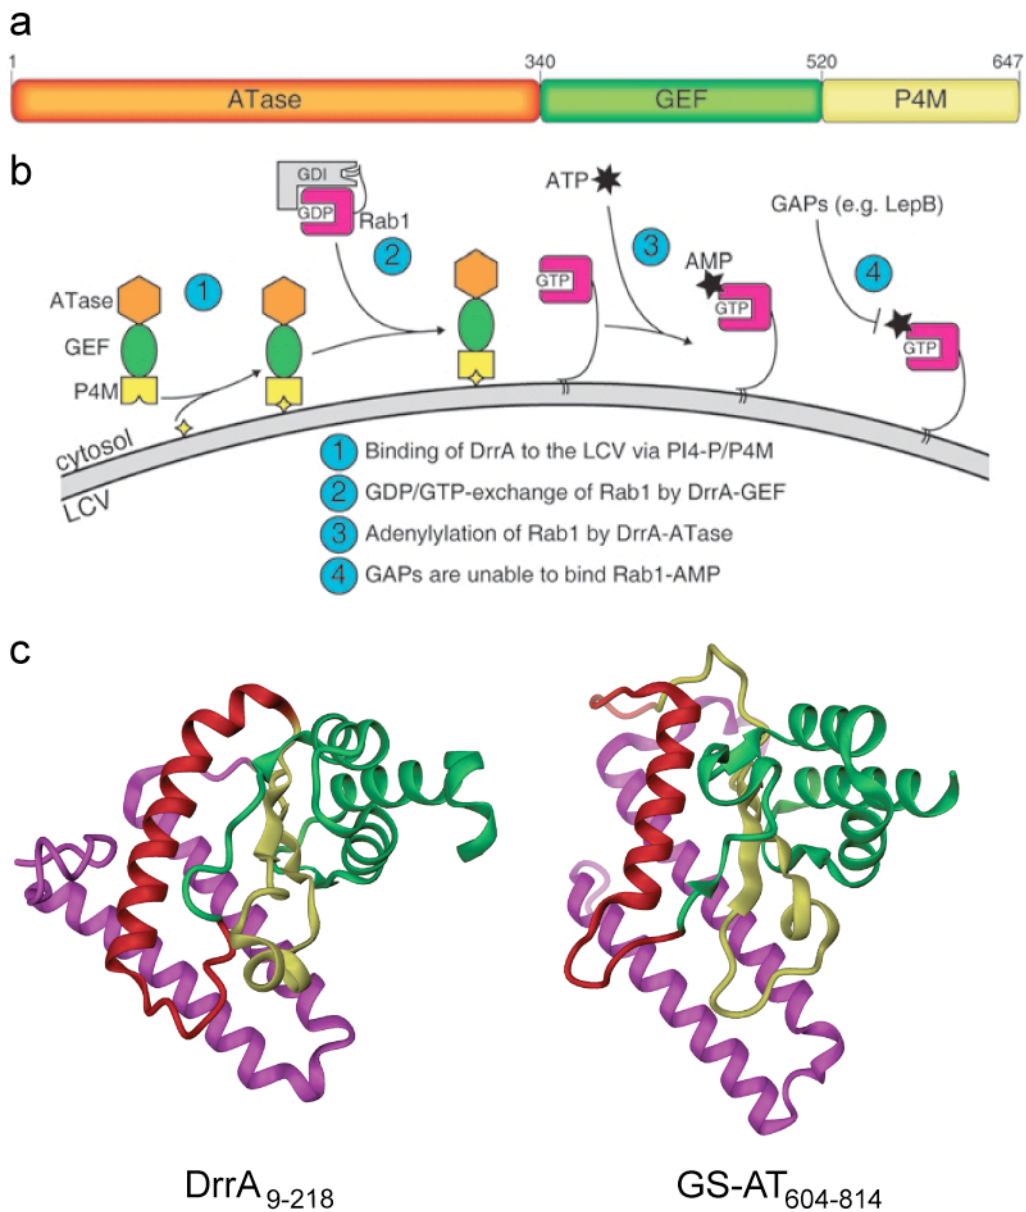 a
1 340 520 647
ATase GEF P4M
b
GDI
GDP
Rab1
2
ATP
3
GAPs (e.g. LepB)
4
AMP
GTP
GTP
GTP
1
ATase
GEF
P4M
cytosol
LCV
1 Binding of DrrA to the LCV via PI4-P/P4M
2 GDP/GTP-exchange of Rab1 by DrrA-GEF
3 Adenylylation of Rab1 by DrrA-ATase
4 GAPs are unable to bind Rab1-AMP
c
DrrA9-218 GS-AT604-814